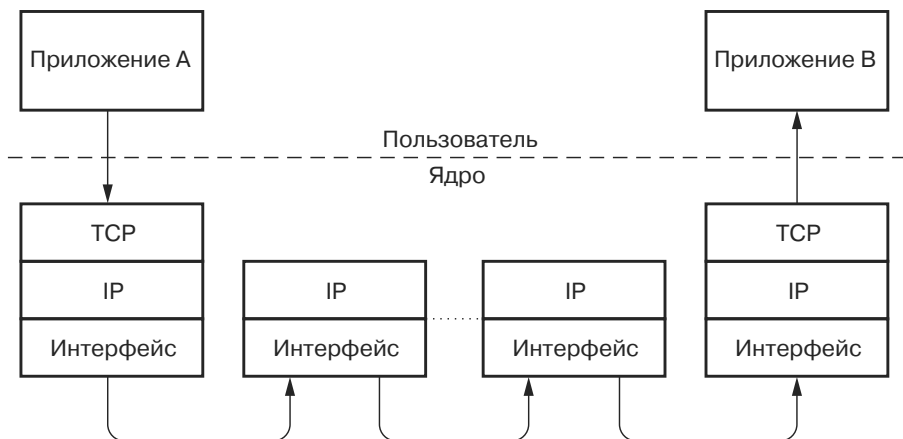 Приложение А
Приложение В
Пользователь
Ядро
TCP
TCP
IP
IP
IP
IP
Интерфейс
Интерфейс
Интерфейс
Интерфейс